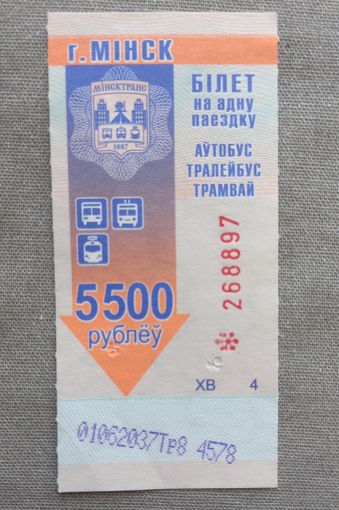 г. МІНСК
МІНСКТРАНС
1887
БІЛЕТ
на адну
паездку
АЎТОБУС
ТРАЛЕЙБУС
ТРАМВАЙ
268897
5500
рублёў
ХВ 4
01062037Тр8 4578